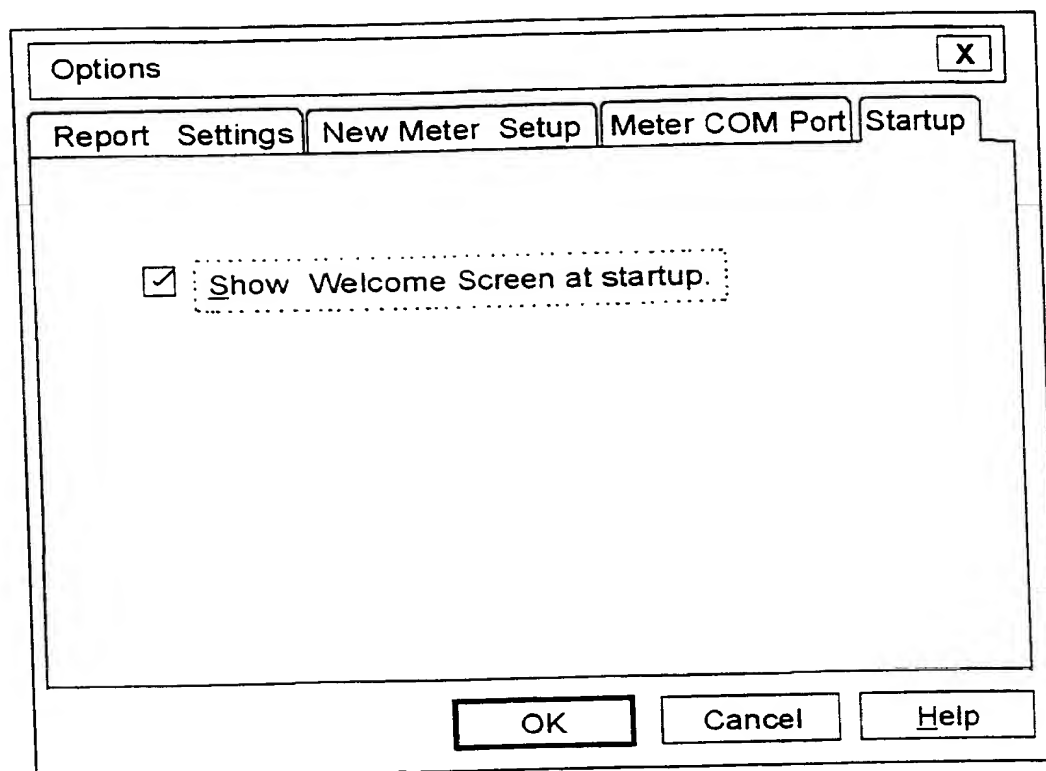 Options X
Report Settings New Meter Setup Meter COM Port Startup
Show Welcome Screen at startup.
OK Cancel Help